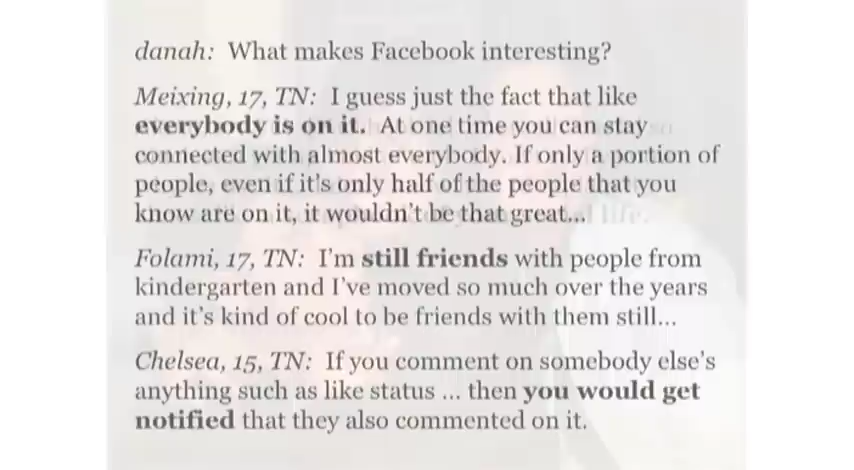 danah: What makes Facebook interesting?
Meixing, 17, TN: I guess just the fact that like
everybody is on it. At one time you can stay
connected with almost everybody. If only a portion of
people, even if it's only half of the people that you
know are on it, it wouldn't be that great...
Folami, 17, TN: I'm still friends with people from
kindergarten and I've moved so much over the years
and it's kind of cool to be friends with them still...
Chelsea, 15, TN: If you comment on somebody else's
anything such as like status ... then you would get
notified that they also commented on it.